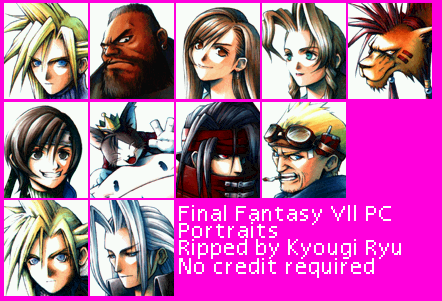 Final Fantasy VII PC
Portraits
Ripped by Kyougi Ryu
No credit required